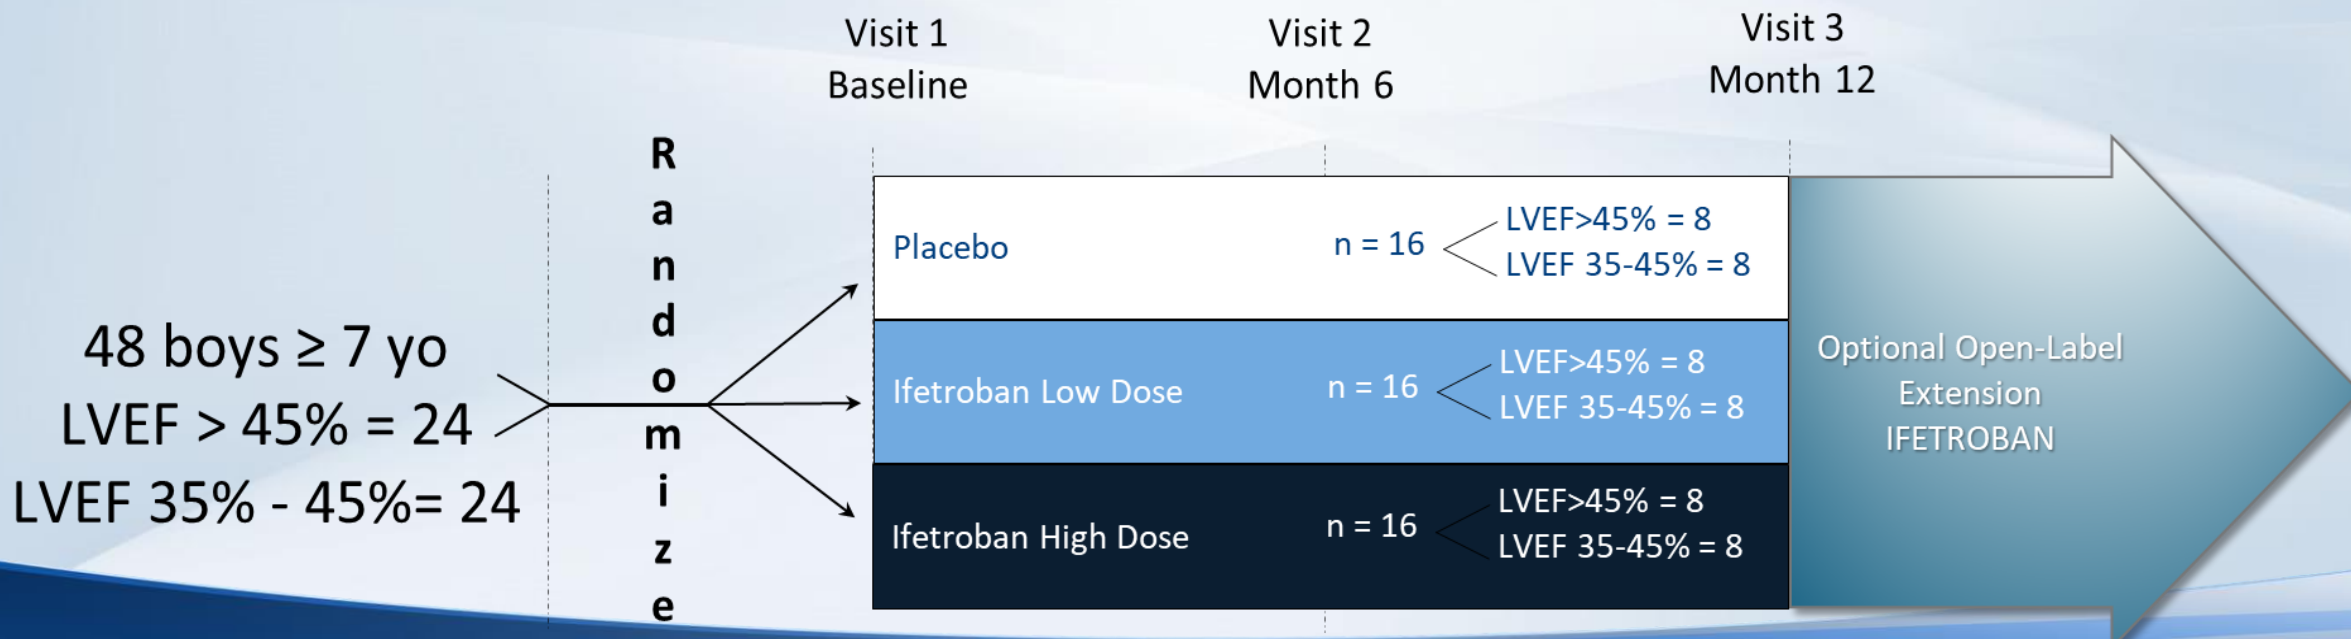 Visit 1
Baseline
Visit 2
Month 6
Visit 3
Month 12
48 boys ≥ 7 yo
LVEF > 45% = 24
LVEF 35% - 45%= 24
Randomize
Placebo
n = 16
LVEF>45% = 8
LVEF 35-45% = 8
Ifetroban Low Dose
n = 16
LVEF>45% = 8
LVEF 35-45% = 8
Ifetroban High Dose
n = 16
LVEF>45% = 8
LVEF 35-45% = 8
Optional Open-Label
Extension
IFETROBAN